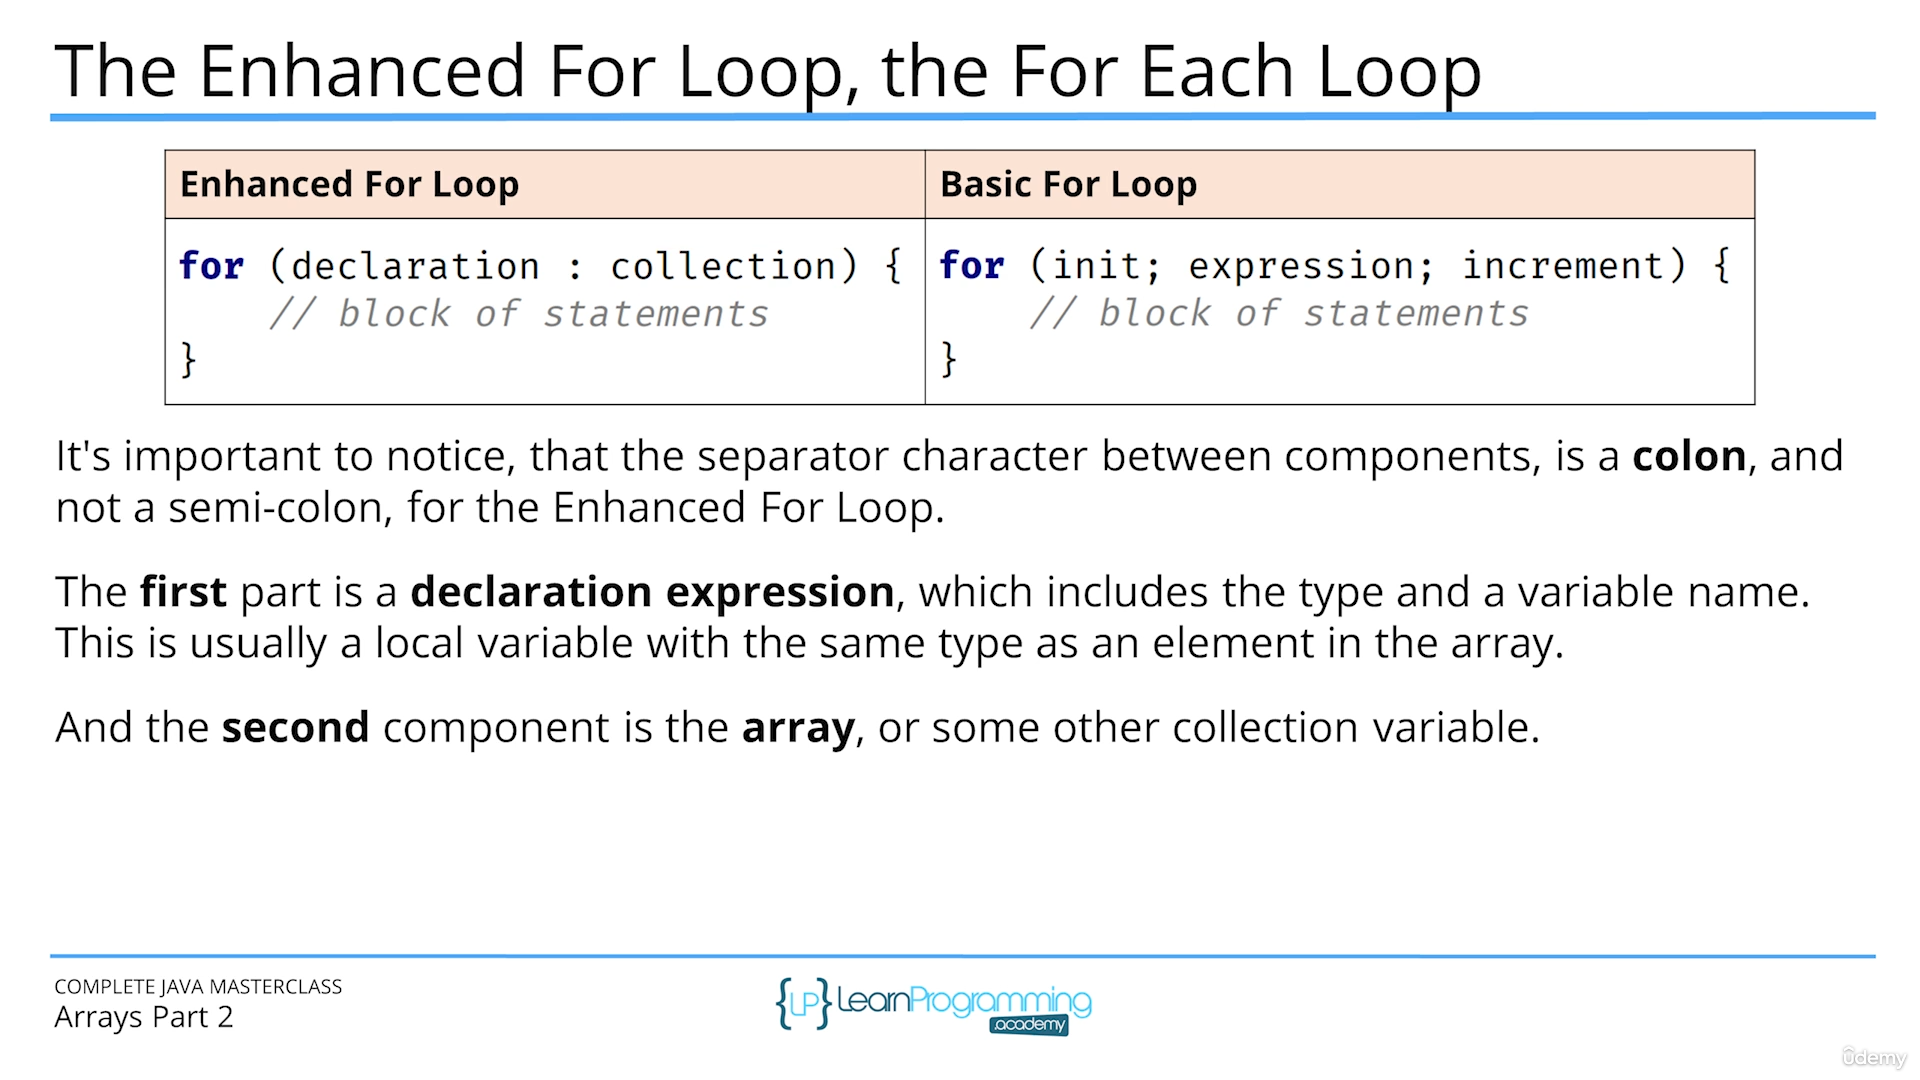 The Enhanced For Loop, the For Each Loop
Enhanced For Loop
for (declaration : collection) {
// block of statements
}
Basic For Loop
for (init; expression; increment) {
// block of statements
}
It's important to notice, that the separator character between components, is a colon, and
not a semi-colon, for the Enhanced For Loop.
The first part is a declaration expression, which includes the type and a variable name.
This is usually a local variable with the same type as an element in the array.
And the second component is the array, or some other collection variable.
COMPLETE JAVA MASTERCLASS
Arrays Part 2
{LP} LearnProgramming
.academy
ûdemy